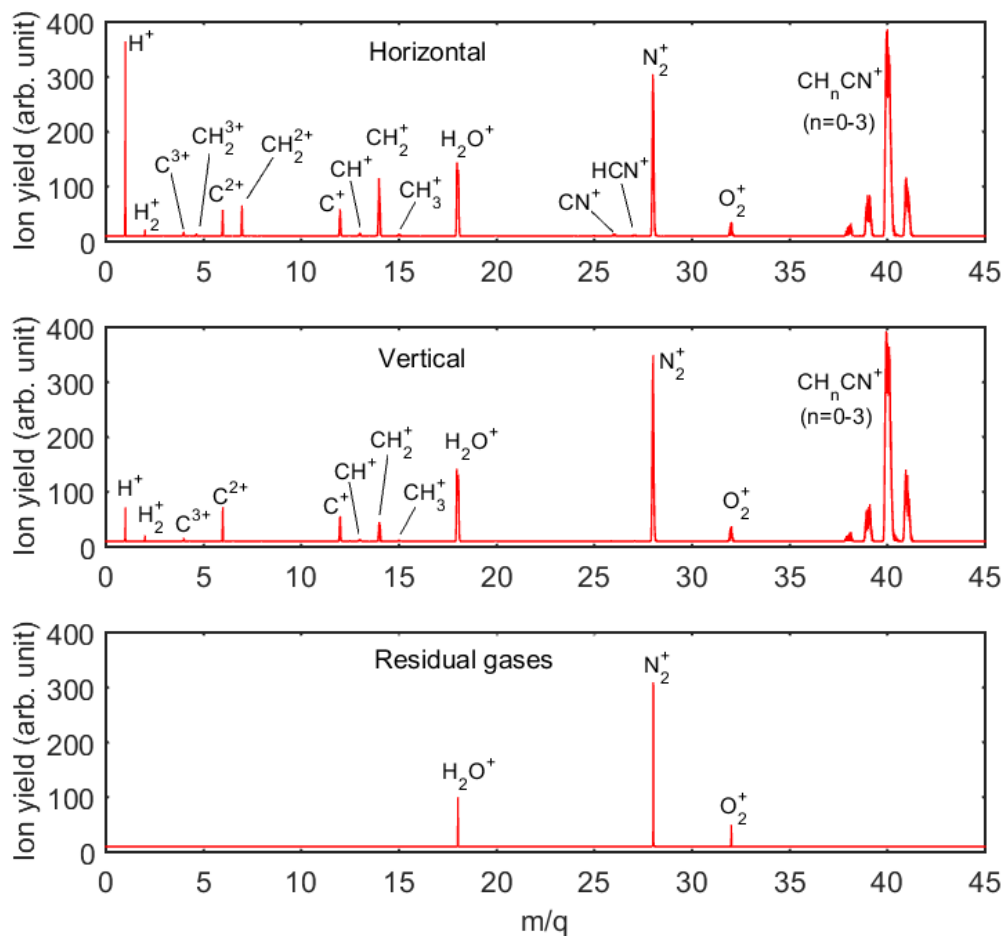 400
300
200
100
0
Ion yield (arb. unit)
Horizontal
H⁺
H₂⁺
C³⁺
CH₂³⁺
C²⁺
CH₂²⁺
C⁺
CH⁺
CH₂⁺
CH₃⁺
H₂O⁺
CN⁺
HCN⁺
N₂⁺
O₂⁺
CHₙCN⁺
(n=0-3)
0 5 10 15 20 25 30 35 40 45
400
300
200
100
0
Ion yield (arb. unit)
Vertical
H⁺
H₂⁺
C³⁺
C²⁺
C⁺
CH⁺
CH₂⁺
CH₃⁺
H₂O⁺
N₂⁺
O₂⁺
CHₙCN⁺
(n=0-3)
0 5 10 15 20 25 30 35 40 45
400
300
200
100
0
Ion yield (arb. unit)
Residual gases
H₂O⁺
N₂⁺
O₂⁺
0 5 10 15 20 25 30 35 40 45
m/q